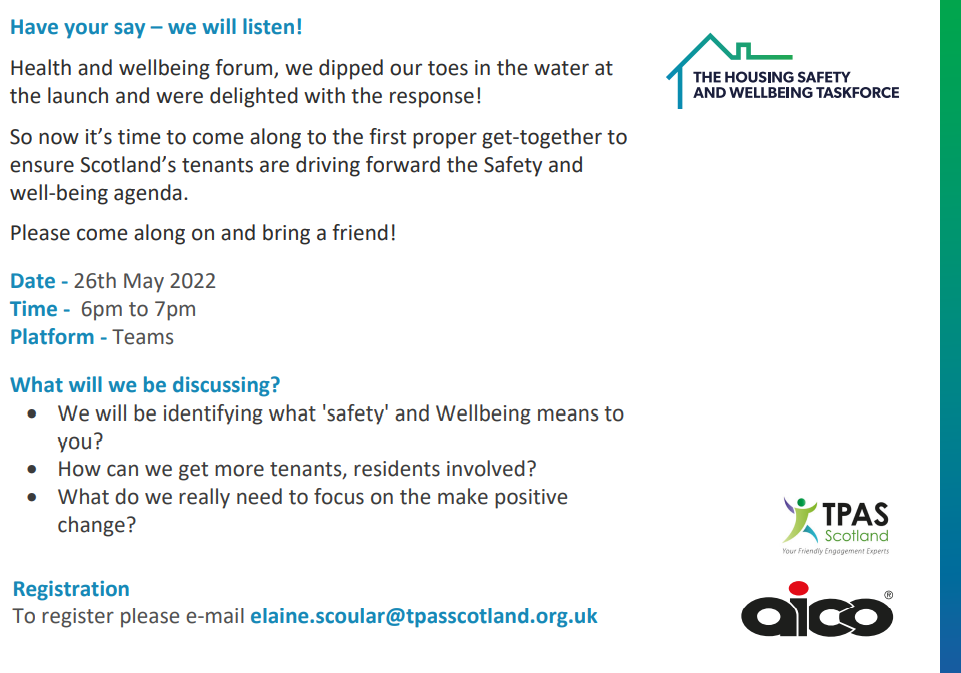 Have your say – we will listen!
Health and wellbeing forum, we dipped our toes in the water at
the launch and were delighted with the response!
So now it's time to come along to the first proper get-together to
ensure Scotland's tenants are driving forward the Safety and
well-being agenda.
Please come along on and bring a friend!
Date - 26th May 2022
Time -  6pm to 7pm
Platform - Teams
What will we be discussing?
• We will be identifying what 'safety' and Wellbeing means to
you?
• How can we get more tenants, residents involved?
• What do we really need to focus on the make positive
change?
Registration
To register please e-mail elaine.scoular@tpasscotland.org.uk
THE HOUSING SAFETY
AND WELLBEING TASKFORCE
TPAS
Scotland
Your Friendly Engagement Experts
aico®